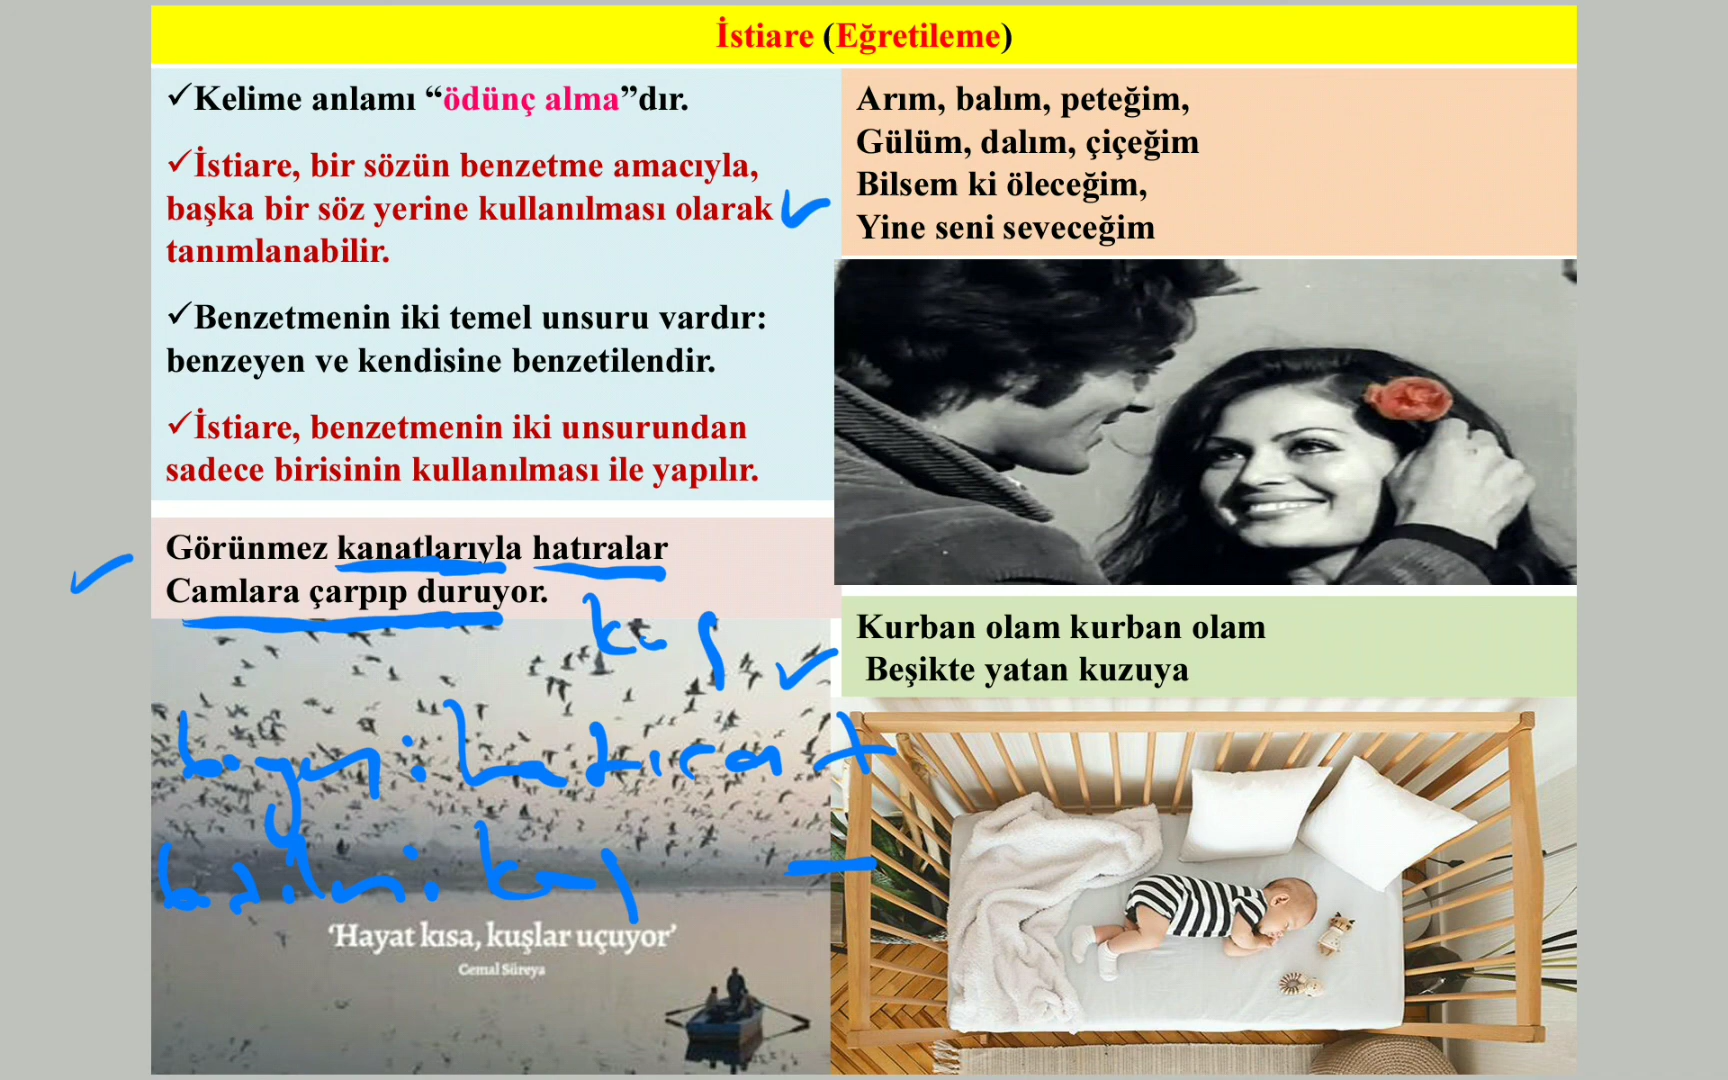 İstiare (Eğretileme)
✓Kelime anlamı “ödünç alma”dır.
✓İstiare, bir sözün benzetme amacıyla,
başka bir söz yerine kullanılması olarak
tanımlanabilir.
✓Benzetmenin iki temel unsuru vardır:
benzeyen ve kendisine benzetilendir.
✓İstiare, benzetmenin iki unsurundan
sadece birisinin kullanılması ile yapılır.
Görünmez kanatlarıyla hatıralar
Camlara çarpıp duruyor.
kuş
hatırat +
kuş −
‘Hayat kısa, kuşlar uçuyor’
Cemal Süreya
Arım, balım, peteğim,
Gülüm, dalım, çiçeğim
Bilsem ki öleceğim,
Yine seni seveceğim
Kurban olam kurban olam
Beşikte yatan kuzuya